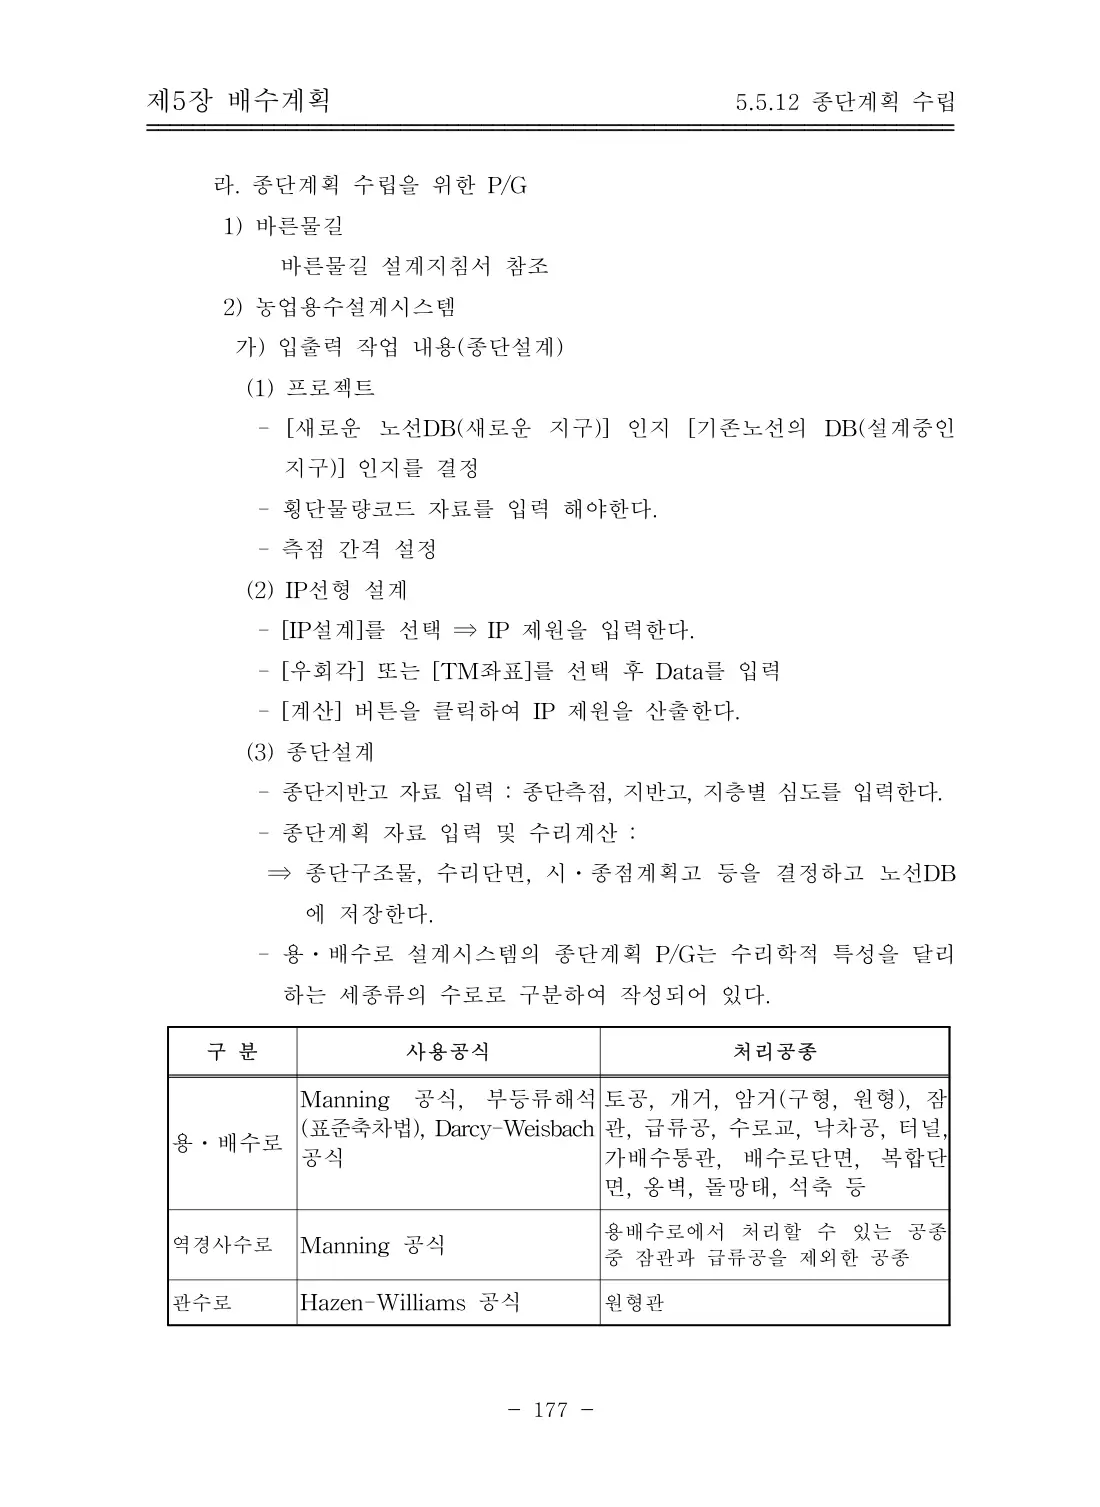 제5장 배수계획
5.5.12 종단계획 수립
라. 종단계획 수립을 위한 P/G
1) 바른물길
바른물길 설계지침서 참조
2) 농업용수설계시스템
가) 입출력 작업 내용(종단설계)
(1) 프로젝트
- [새로운 노선DB(새로운 지구)] 인지 [기존노선의 DB(설계중인
지구)] 인지를 결정
- 횡단물량코드 자료를 입력 해야한다.
- 측점 간격 설정
(2) IP선형 설계
- [IP설계]를 선택 ⇒ IP 제원을 입력한다.
- [우회각] 또는 [TM좌표]를 선택 후 Data를 입력
- [계산] 버튼을 클릭하여 IP 제원을 산출한다.
(3) 종단설계
- 종단지반고 자료 입력 : 종단측점, 지반고, 지층별 심도를 입력한다.
- 종단계획 자료 입력 및 수리계산 :
⇒ 종단구조물, 수리단면, 시·종점계획고 등을 결정하고 노선DB
에 저장한다.
- 용·배수로 설계시스템의 종단계획 P/G는 수리학적 특성을 달리
하는 세종류의 수로로 구분하여 작성되어 있다.
구 분 사용공식 처리공종
용·배수로
Manning 공식, 부등류해석
(표준축차법), Darcy-Weisbach
공식
토공, 개거, 암거(구형, 원형), 잠
관, 급류공, 수로교, 낙차공, 터널,
가배수통관, 배수로단면, 복합단
면, 옹벽, 돌망태, 석축 등
역경사수로
Manning 공식
용배수로에서 처리할 수 있는 공종
중 잠관과 급류공을 제외한 공종
관수로 Hazen-Williams 공식 원형관
- 177 -